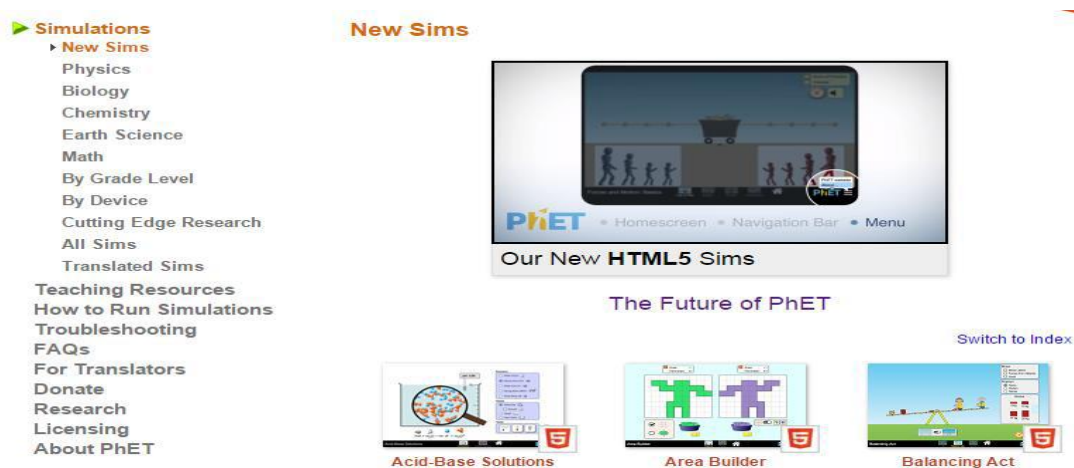 Simulations
New Sims
Physics
Biology
Chemistry
Earth Science
Math
By Grade Level
By Device
Cutting Edge Research
All Sims
Translated Sims
Teaching Resources
How to Run Simulations
Troubleshooting
FAQs
For Translators
Donate
Research
Licensing
About PhET
New Sims
PhET • Homescreen • Navigation Bar • Menu
Our New HTML5 Sims
The Future of PhET
Switch to Index
Acid-Base Solutions
Area Builder
Balancing Act